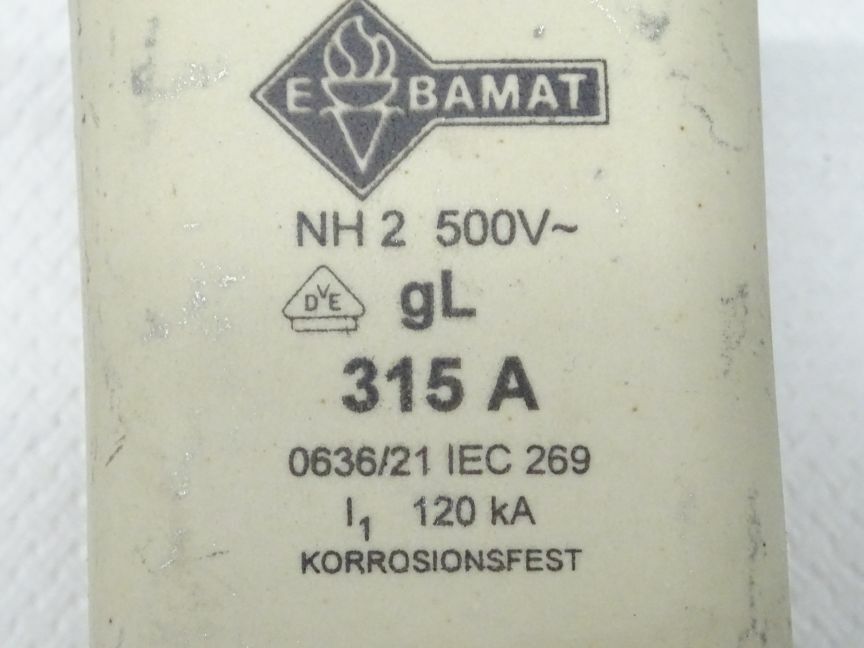 E BAMAT
NH 2 500V~
DVE gL
315 A
0636/21 IEC 269
I₁ 120 kA
KORROSIONSFEST